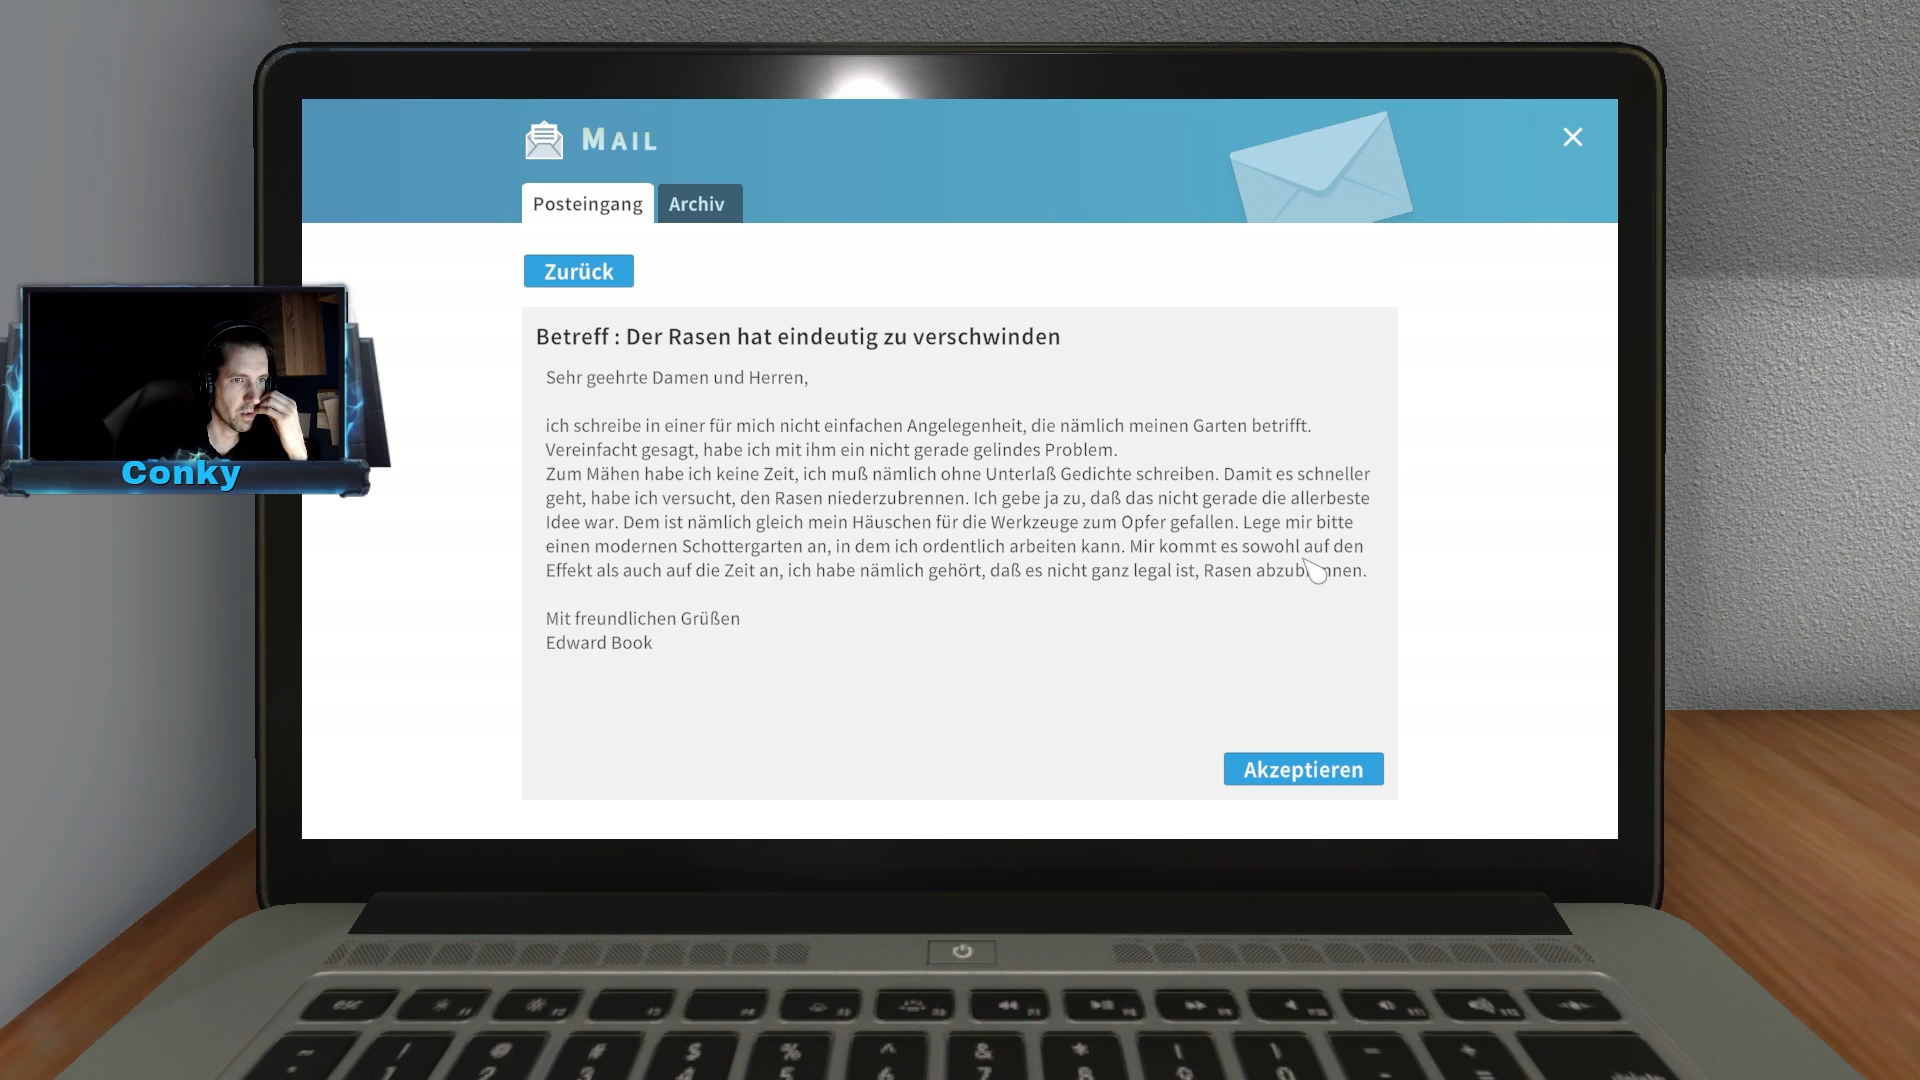 MAIL
Posteingang
Archiv
Zurück
Betreff : Der Rasen hat eindeutig zu verschwinden
Sehr geehrte Damen und Herren,
ich schreibe in einer für mich nicht einfachen Angelegenheit, die nämlich meinen Garten betrifft.
Vereinfacht gesagt, habe ich mit ihm ein nicht gerade gelindes Problem.
Zum Mähen habe ich keine Zeit, ich muß nämlich ohne Unterlaß Gedichte schreiben. Damit es schneller
geht, habe ich versucht, den Rasen niederzubrennen. Ich gebe ja zu, daß das nicht gerade die allerbeste
Idee war. Dem ist nämlich gleich mein Häuschen für die Werkzeuge zum Opfer gefallen. Lege mir bitte
einen modernen Schottergarten an, in dem ich ordentlich arbeiten kann. Mir kommt es sowohl auf den
Effekt als auch auf die Zeit an, ich habe nämlich gehört, daß es nicht ganz legal ist, Rasen abzubrennen.
Mit freundlichen Grüßen
Edward Book
Akzeptieren
Conky
esc